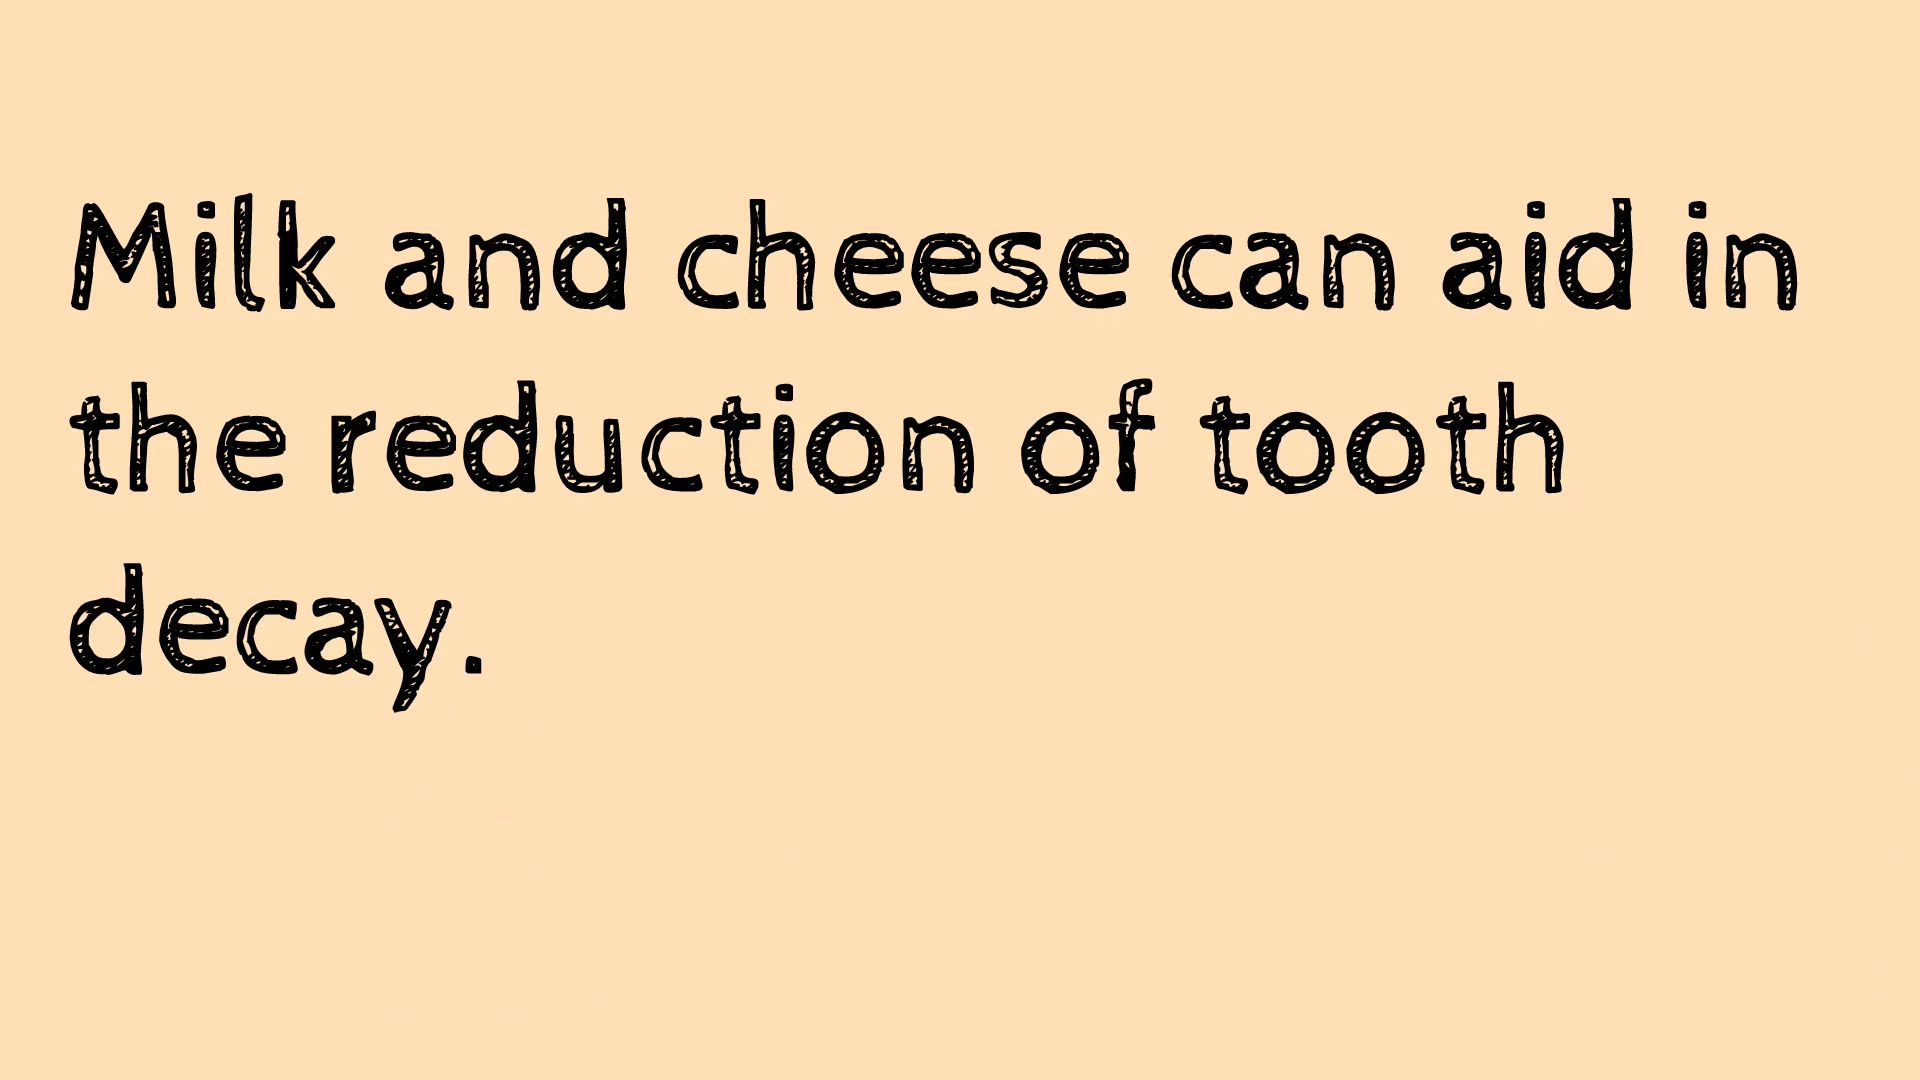 Milk and cheese can aid in
the reduction of tooth
decay.